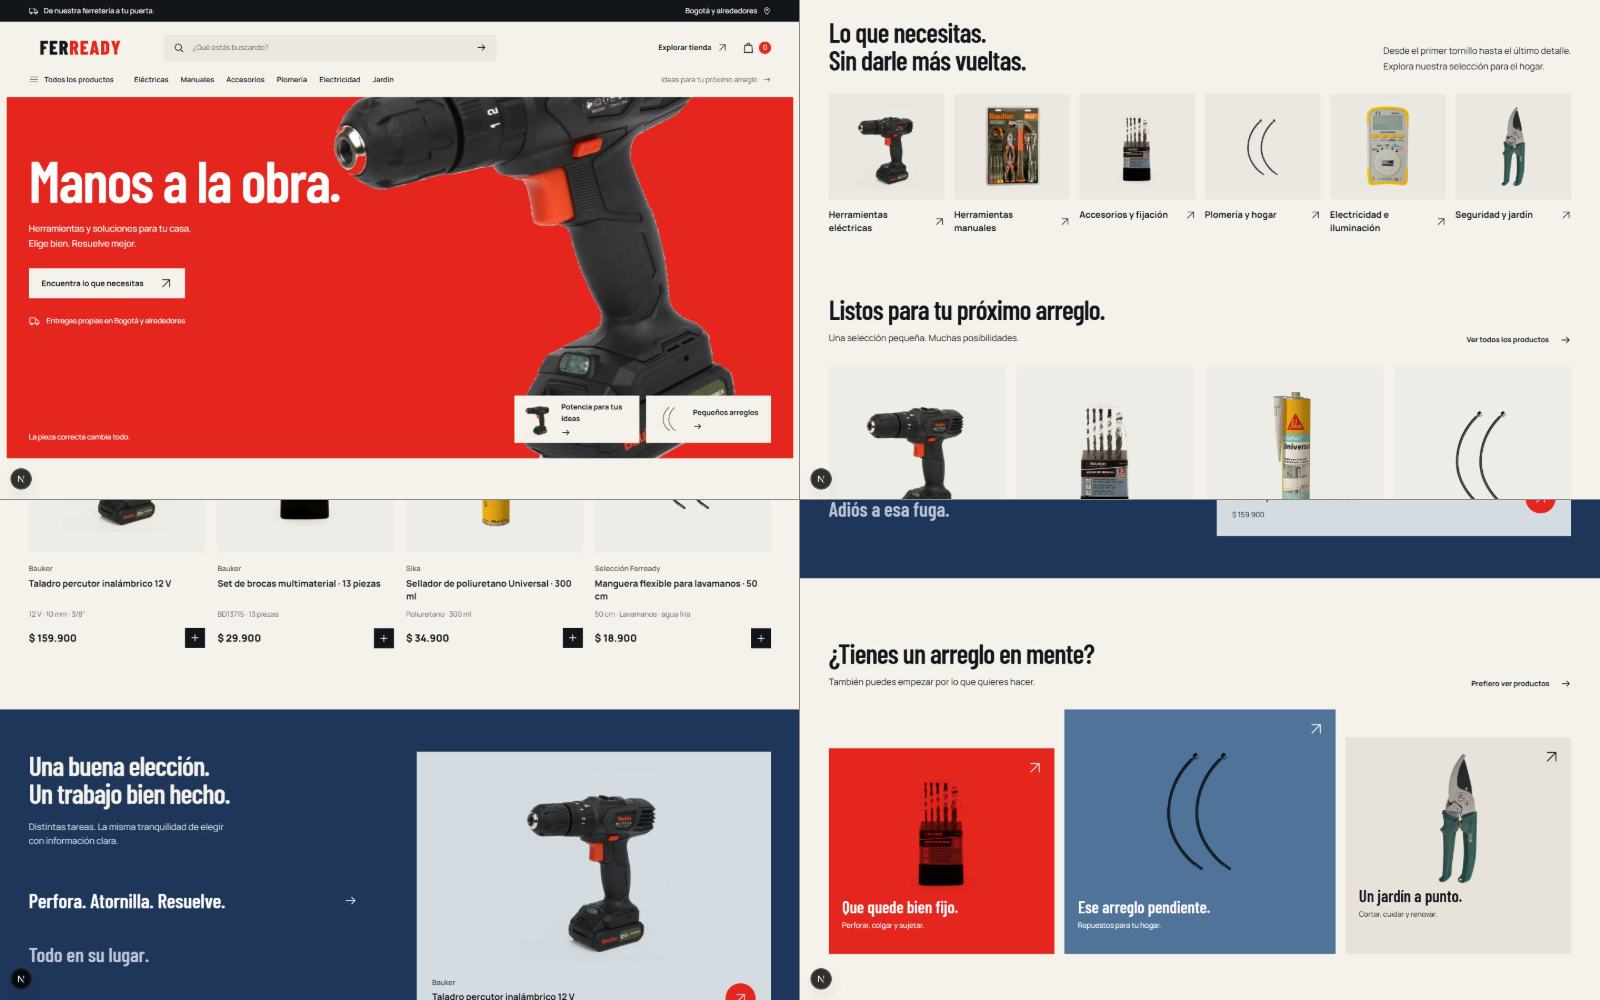 De nuestra ferretería a tu puerta.
Bogotá y alrededores
FERREADY
¿Qué estás buscando?
Explorar tienda
0
Todos los productos
Eléctricas
Manuales
Accesorios
Plomería
Electricidad
Jardín
Ideas para tu próximo arreglo
Manos a la obra.
Herramientas y soluciones para tu casa.
Elige bien. Resuelve mejor.
Encuentra lo que necesitas
Entregas propias en Bogotá y alrededores
Potencia para tus
ideas
Pequeños arreglos
La pieza correcta cambia todo.
N
Lo que necesitas.
Sin darle más vueltas.
Desde el primer tornillo hasta el último detalle.
Explora nuestra selección para el hogar.
Herramientas
eléctricas
Herramientas
manuales
Accesorios y fijación
Plomería y hogar
Electricidad e
iluminación
Seguridad y jardín
Listos para tu próximo arreglo.
Una selección pequeña. Muchas posibilidades.
Ver todos los productos
N
Bauker
Taladro percutor inalámbrico 12 V
12 V · 10 mm · 3/8"
$ 159.900
Bauker
Set de brocas multimaterial · 13 piezas
BD13715 · 13 piezas
$ 29.900
Sika
Sellador de poliuretano Universal · 300
ml
Poliuretano · 300 ml
$ 34.900
Selección Ferready
Manguera flexible para lavamanos · 50
cm
50 cm · Lavamanos · agua fría
$ 18.900
Una buena elección.
Un trabajo bien hecho.
Distintas tareas. La misma tranquilidad de elegir
con información clara.
Perfora. Atornilla. Resuelve.
Todo en su lugar.
Bauker
Taladro percutor inalámbrico 12 V
N
Adiós a esa fuga.
$ 159.900
¿Tienes un arreglo en mente?
También puedes empezar por lo que quieres hacer.
Prefiero ver productos
Que quede bien fijo.
Perforar, colgar y sujetar.
Ese arreglo pendiente.
Repuestos para tu hogar.
Un jardín a punto.
Cortar, cuidar y renovar.
N